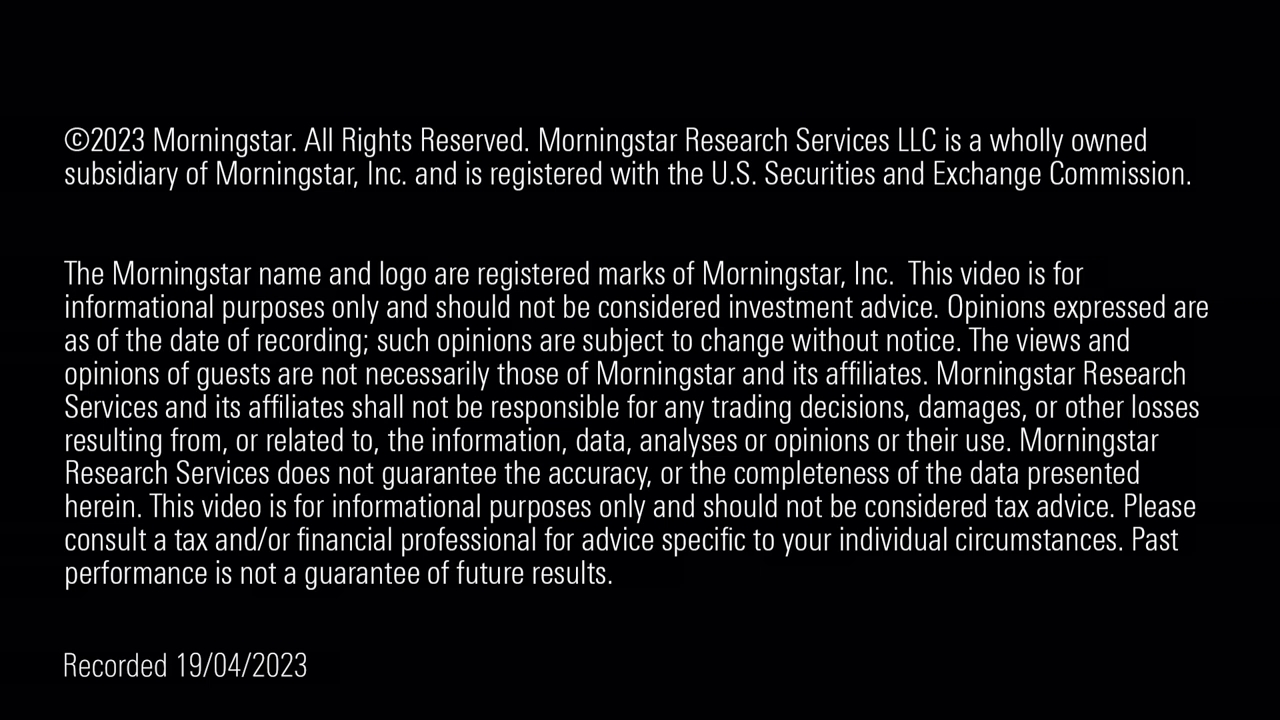 ©2023 Morningstar. All Rights Reserved. Morningstar Research Services LLC is a wholly owned
subsidiary of Morningstar, Inc. and is registered with the U.S. Securities and Exchange Commission.
The Morningstar name and logo are registered marks of Morningstar, Inc.  This video is for
informational purposes only and should not be considered investment advice. Opinions expressed are
as of the date of recording; such opinions are subject to change without notice. The views and
opinions of guests are not necessarily those of Morningstar and its affiliates. Morningstar Research
Services and its affiliates shall not be responsible for any trading decisions, damages, or other losses
resulting from, or related to, the information, data, analyses or opinions or their use. Morningstar
Research Services does not guarantee the accuracy, or the completeness of the data presented
herein. This video is for informational purposes only and should not be considered tax advice. Please
consult a tax and/or financial professional for advice specific to your individual circumstances. Past
performance is not a guarantee of future results.
Recorded 19/04/2023